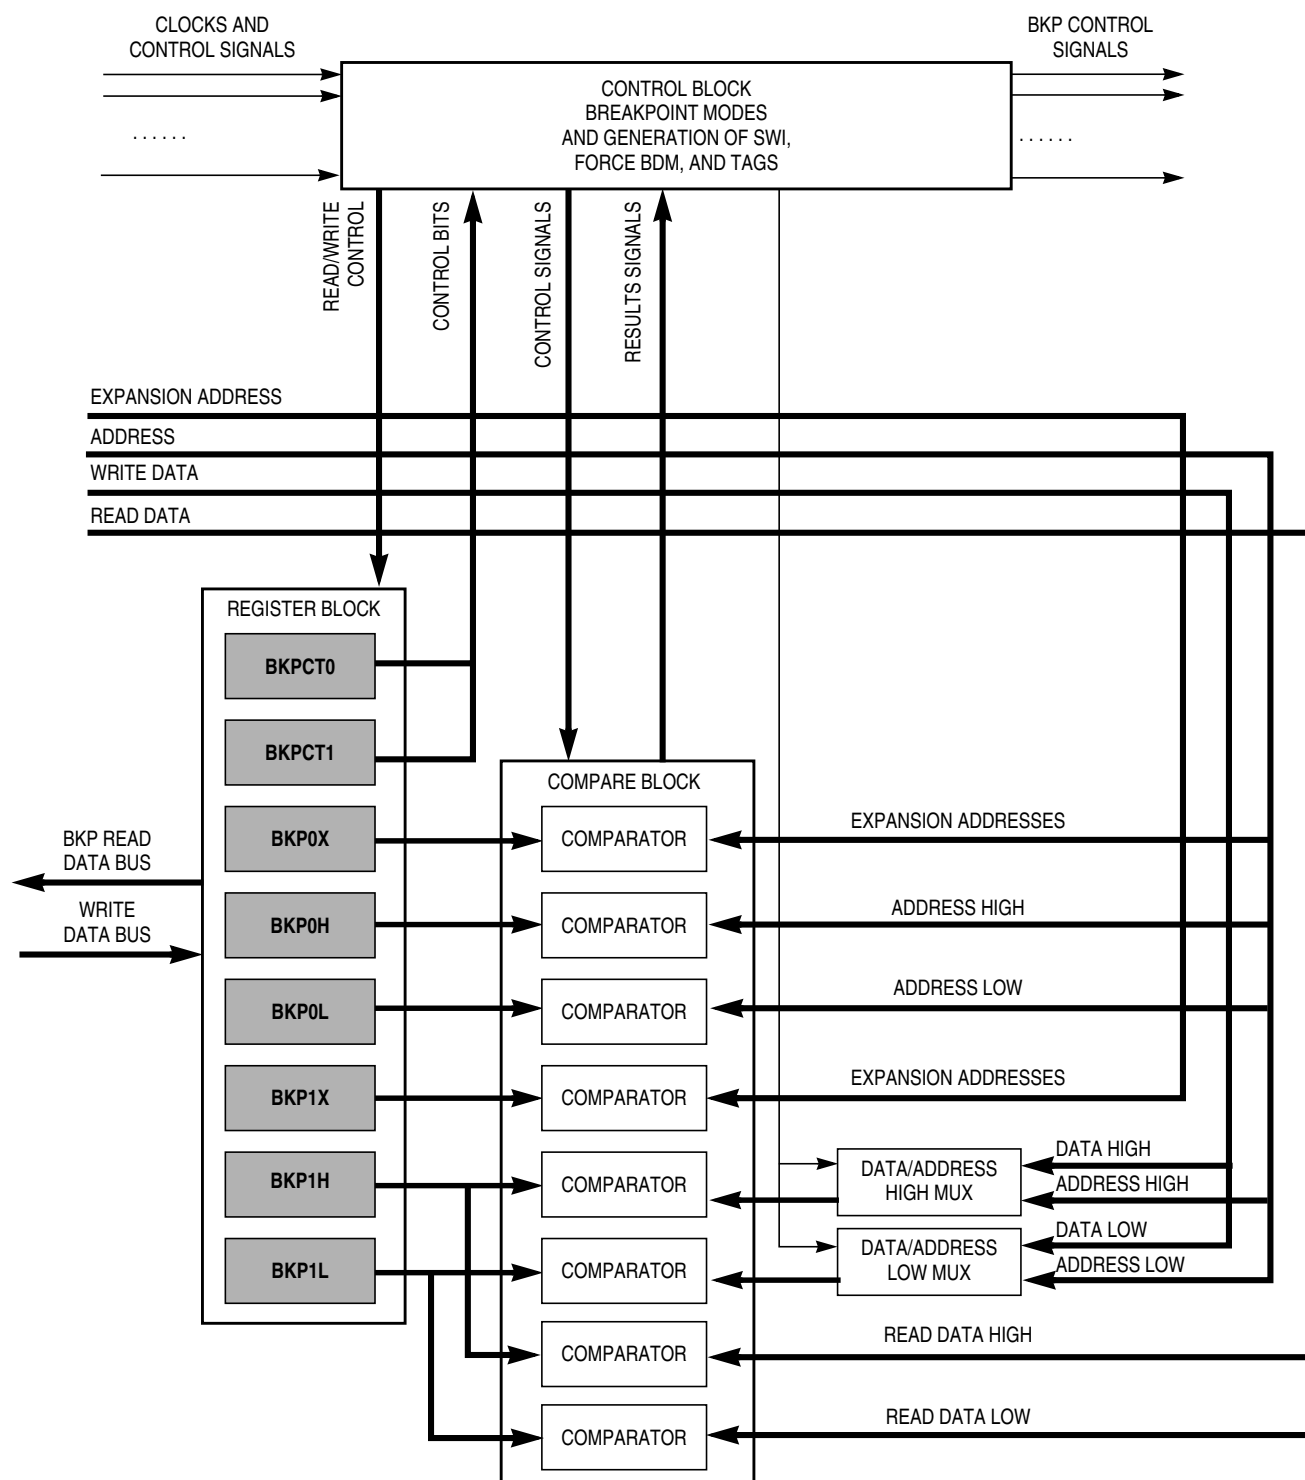 CLOCKS AND
CONTROL SIGNALS
BKP CONTROL
SIGNALS
CONTROL BLOCK
BREAKPOINT MODES
AND GENERATION OF SWI,
FORCE BDM, AND TAGS
. . . . . .
. . . . . .
READ/WRITE
CONTROL
CONTROL BITS
CONTROL SIGNALS
RESULTS SIGNALS
EXPANSION ADDRESS
ADDRESS
WRITE DATA
READ DATA
REGISTER BLOCK
BKPCT0
BKPCT1
COMPARE BLOCK
BKP READ
DATA BUS
WRITE
DATA BUS
BKP0X
COMPARATOR
EXPANSION ADDRESSES
BKP0H
COMPARATOR
ADDRESS HIGH
BKP0L
COMPARATOR
ADDRESS LOW
BKP1X
COMPARATOR
EXPANSION ADDRESSES
BKP1H
COMPARATOR
DATA/ADDRESS
HIGH MUX
DATA HIGH
ADDRESS HIGH
BKP1L
COMPARATOR
DATA/ADDRESS
LOW MUX
DATA LOW
ADDRESS LOW
COMPARATOR
READ DATA HIGH
COMPARATOR
READ DATA LOW